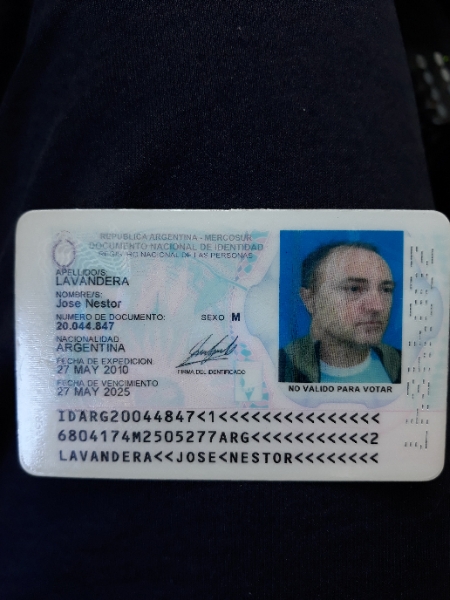 REPUBLICA ARGENTINA - MERCOSUR
DOCUMENTO NACIONAL DE IDENTIDAD
REGISTRO NACIONAL DE LAS PERSONAS
APELLIDO/S:
LAVANDERA
NOMBRE/S:
Jose Nestor
NUMERO DE DOCUMENTO: SEXO M
20.044.847
NACIONALIDAD
ARGENTINA
FECHA DE EXPEDICION
27 MAY 2010
FECHA DE VENCIMIENTO
27 MAY 2025
FIRMA DEL IDENTIFICADO
NO VALIDO PARA VOTAR
IDARG20044847<1<<<<<<<<<<<<<<<
6804174M2505277ARG<<<<<<<<<<<2
LAVANDERA<<JOSE<NESTOR<<<<<<<<